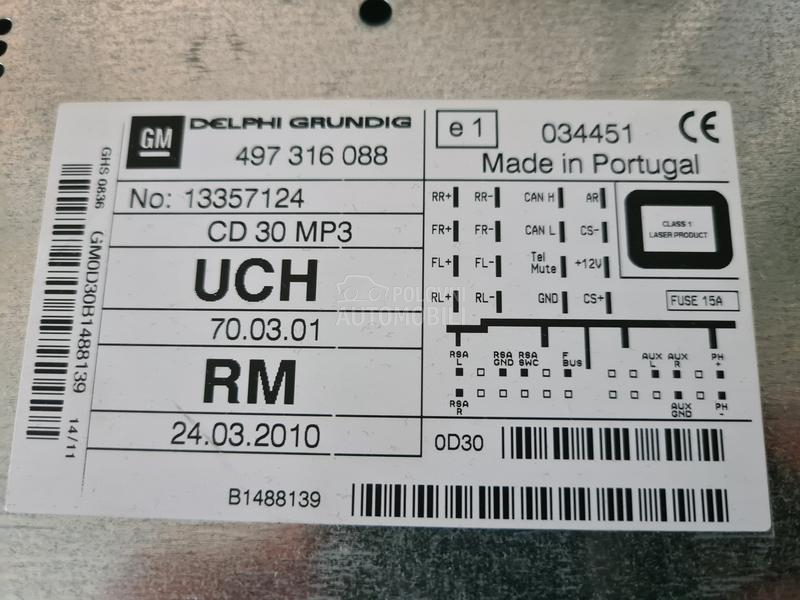 GM
DELPHI GRUNDIG
497 316 088
e 1
034451
CE
Made in Portugal
No: 13357124
CD 30 MP3
UCH
70.03.01
RM
24.03.2010
RR+ RR- CAN H AR
FR+ FR- CAN L CS-
FL+ FL- Tel Mute +12V
RL+ RL- GND CS+
CLASS 1
LASER PRODUCT
FUSE 15A
RSA L
RSA GND
RSA SWC
F BUS
AUX L
AUX R
PH +
RSA R
AUX GND
PH -
0D30
B1488139
GHS 0836
GM0D30B1488139
14/11
POLOVNI
AUTOMOBILI